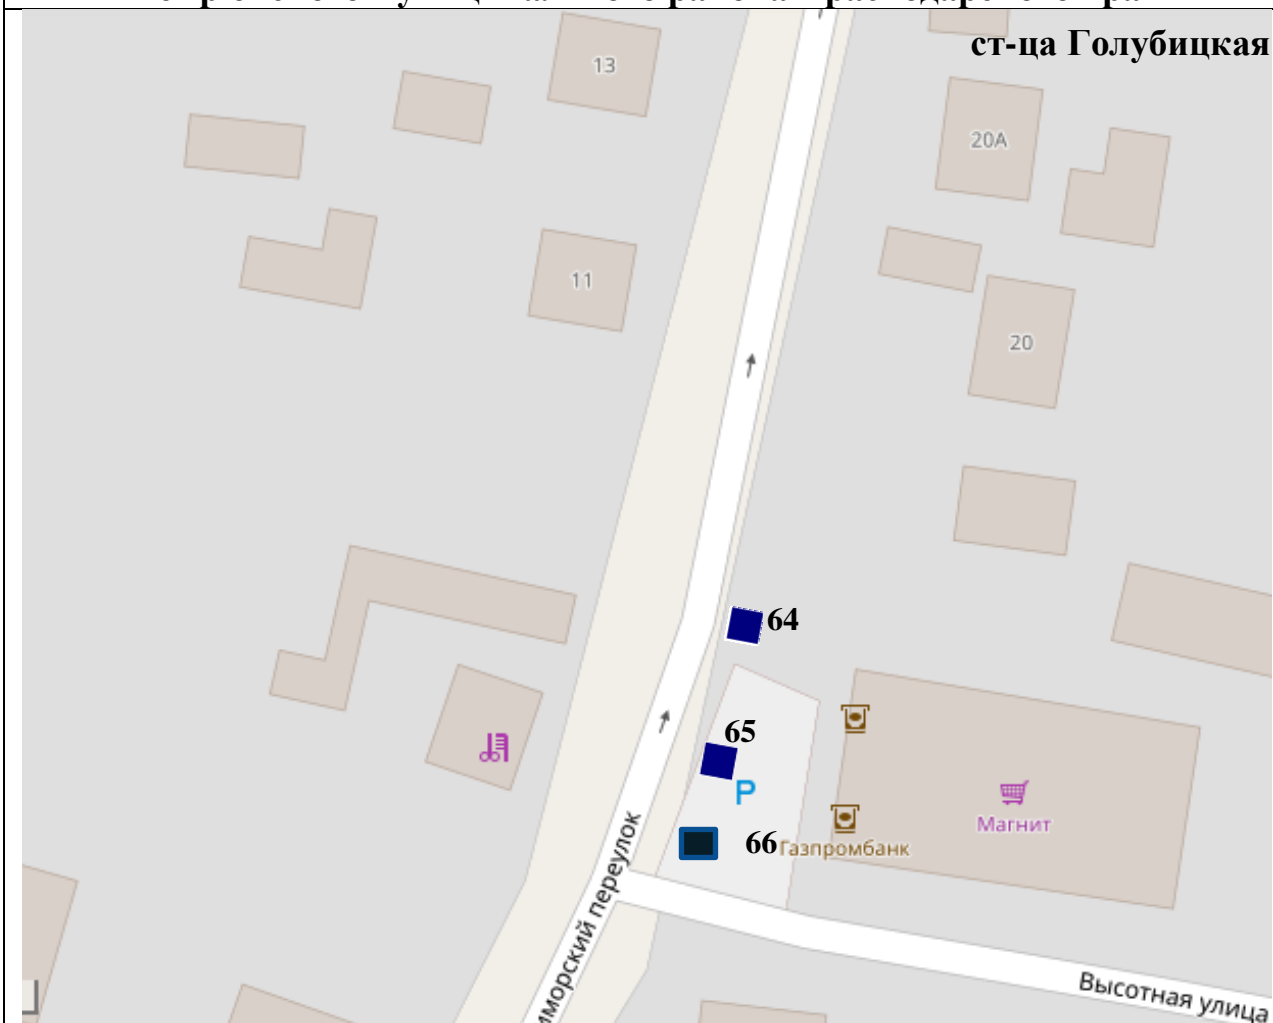 ст-ца Голубицкая
13
20А
11
20
64
65
P
66
Газпромбанк
Магнит
Высотная улица